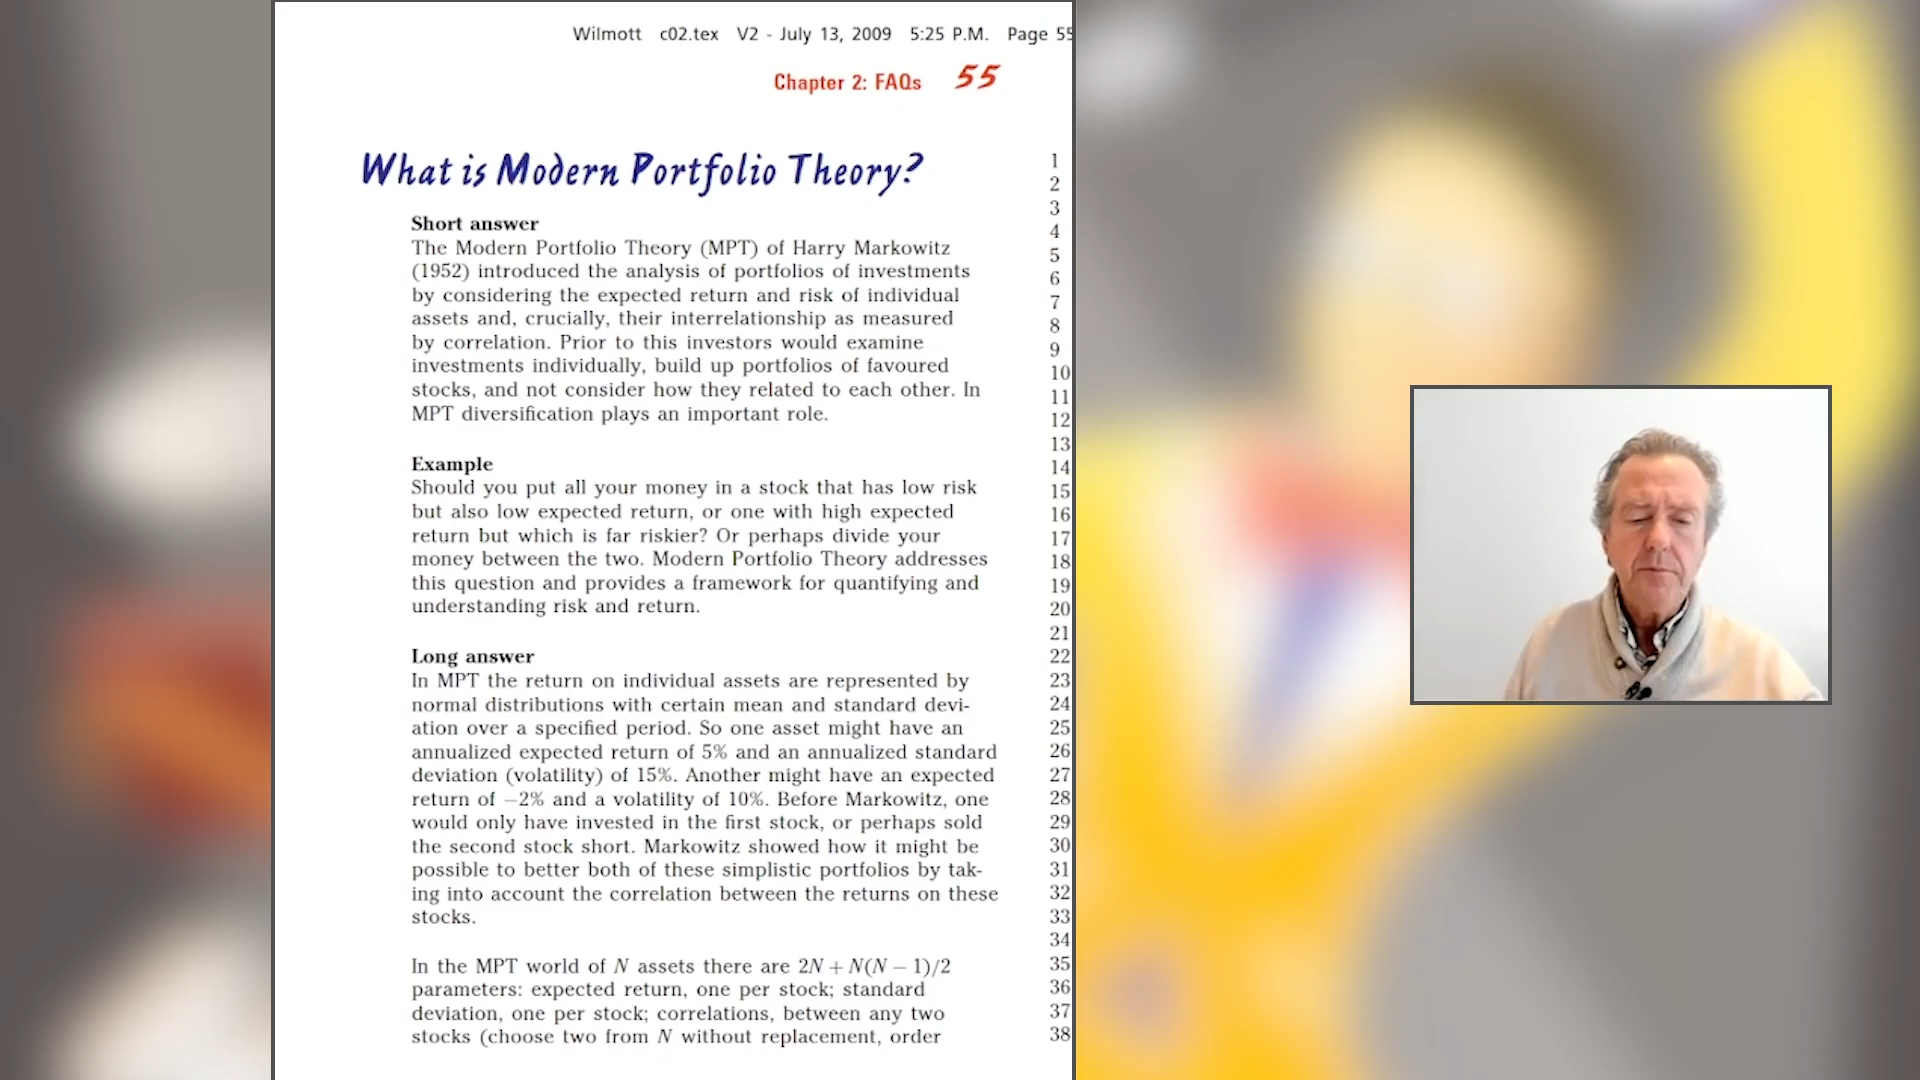 Wilmott c02.tex V2 - July 13, 2009 5:25 P.M. Page 55
Chapter 2: FAQs 55
What is Modern Portfolio Theory?
Short answer
The Modern Portfolio Theory (MPT) of Harry Markowitz
(1952) introduced the analysis of portfolios of investments
by considering the expected return and risk of individual
assets and, crucially, their interrelationship as measured
by correlation. Prior to this investors would examine
investments individually, build up portfolios of favoured
stocks, and not consider how they related to each other. In
MPT diversification plays an important role.
Example
Should you put all your money in a stock that has low risk
but also low expected return, or one with high expected
return but which is far riskier? Or perhaps divide your
money between the two. Modern Portfolio Theory addresses
this question and provides a framework for quantifying and
understanding risk and return.
Long answer
In MPT the return on individual assets are represented by
normal distributions with certain mean and standard devi-
ation over a specified period. So one asset might have an
annualized expected return of 5% and an annualized standard
deviation (volatility) of 15%. Another might have an expected
return of −2% and a volatility of 10%. Before Markowitz, one
would only have invested in the first stock, or perhaps sold
the second stock short. Markowitz showed how it might be
possible to better both of these simplistic portfolios by tak-
ing into account the correlation between the returns on these
stocks.
In the MPT world of N assets there are 2N + N(N − 1)/2
parameters: expected return, one per stock; standard
deviation, one per stock; correlations, between any two
stocks (choose two from N without replacement, order
1
2
3
4
5
6
7
8
9
10
11
12
13
14
15
16
17
18
19
20
21
22
23
24
25
26
27
28
29
30
31
32
33
34
35
36
37
38